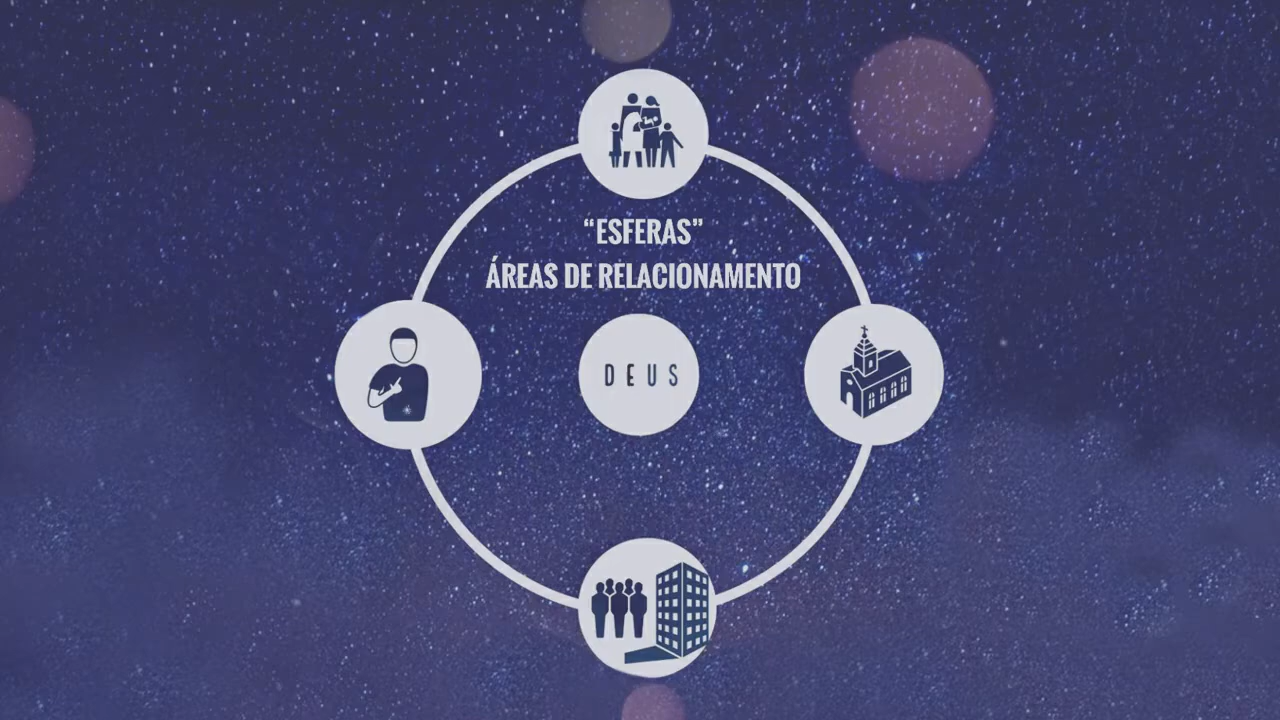 “ESFERAS”
ÁREAS DE RELACIONAMENTO
DEUS